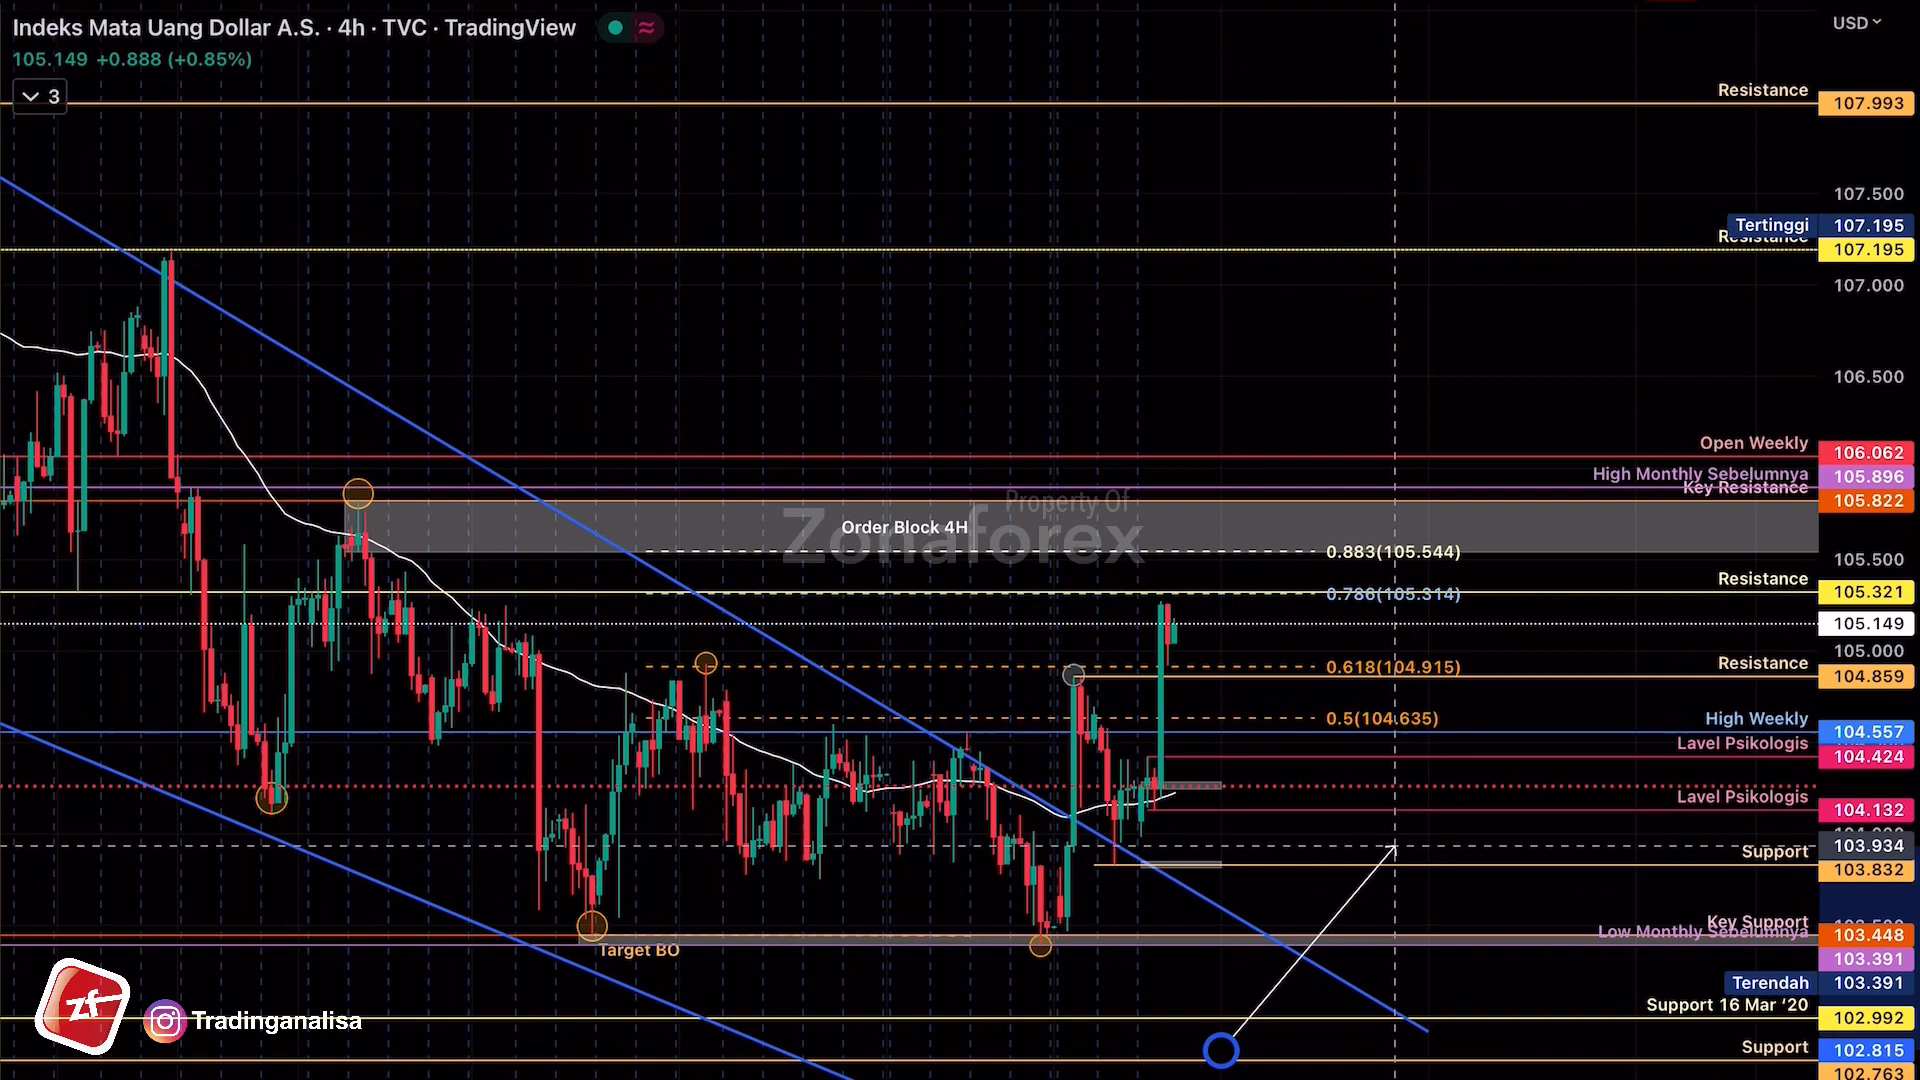 Indeks Mata Uang Dollar A.S. · 4h · TVC · TradingView
105.149 +0.888 (+0.85%)
3
USD
Resistance 107.993
107.500
Tertinggi 107.195
Resistance 107.195
107.000
106.500
Open Weekly 106.062
High Monthly Sebelumnya 105.896
Key Resistance 105.822
Property Of
Zonaforex
Order Block 4H
0.883(105.544)
105.500
Resistance 105.321
0.786(105.314)
105.149
105.000
Resistance 104.859
0.618(104.915)
0.5(104.635)
High Weekly 104.557
Lavel Psikologis 104.424
Lavel Psikologis 104.132
103.934
Support 103.832
Key Support 103.448
Low Monthly Sebelumnya 103.391
Target BO
Terendah 103.391
Support 16 Mar ‘20 102.992
zf
Tradinganalisa
Support 102.815
102.763